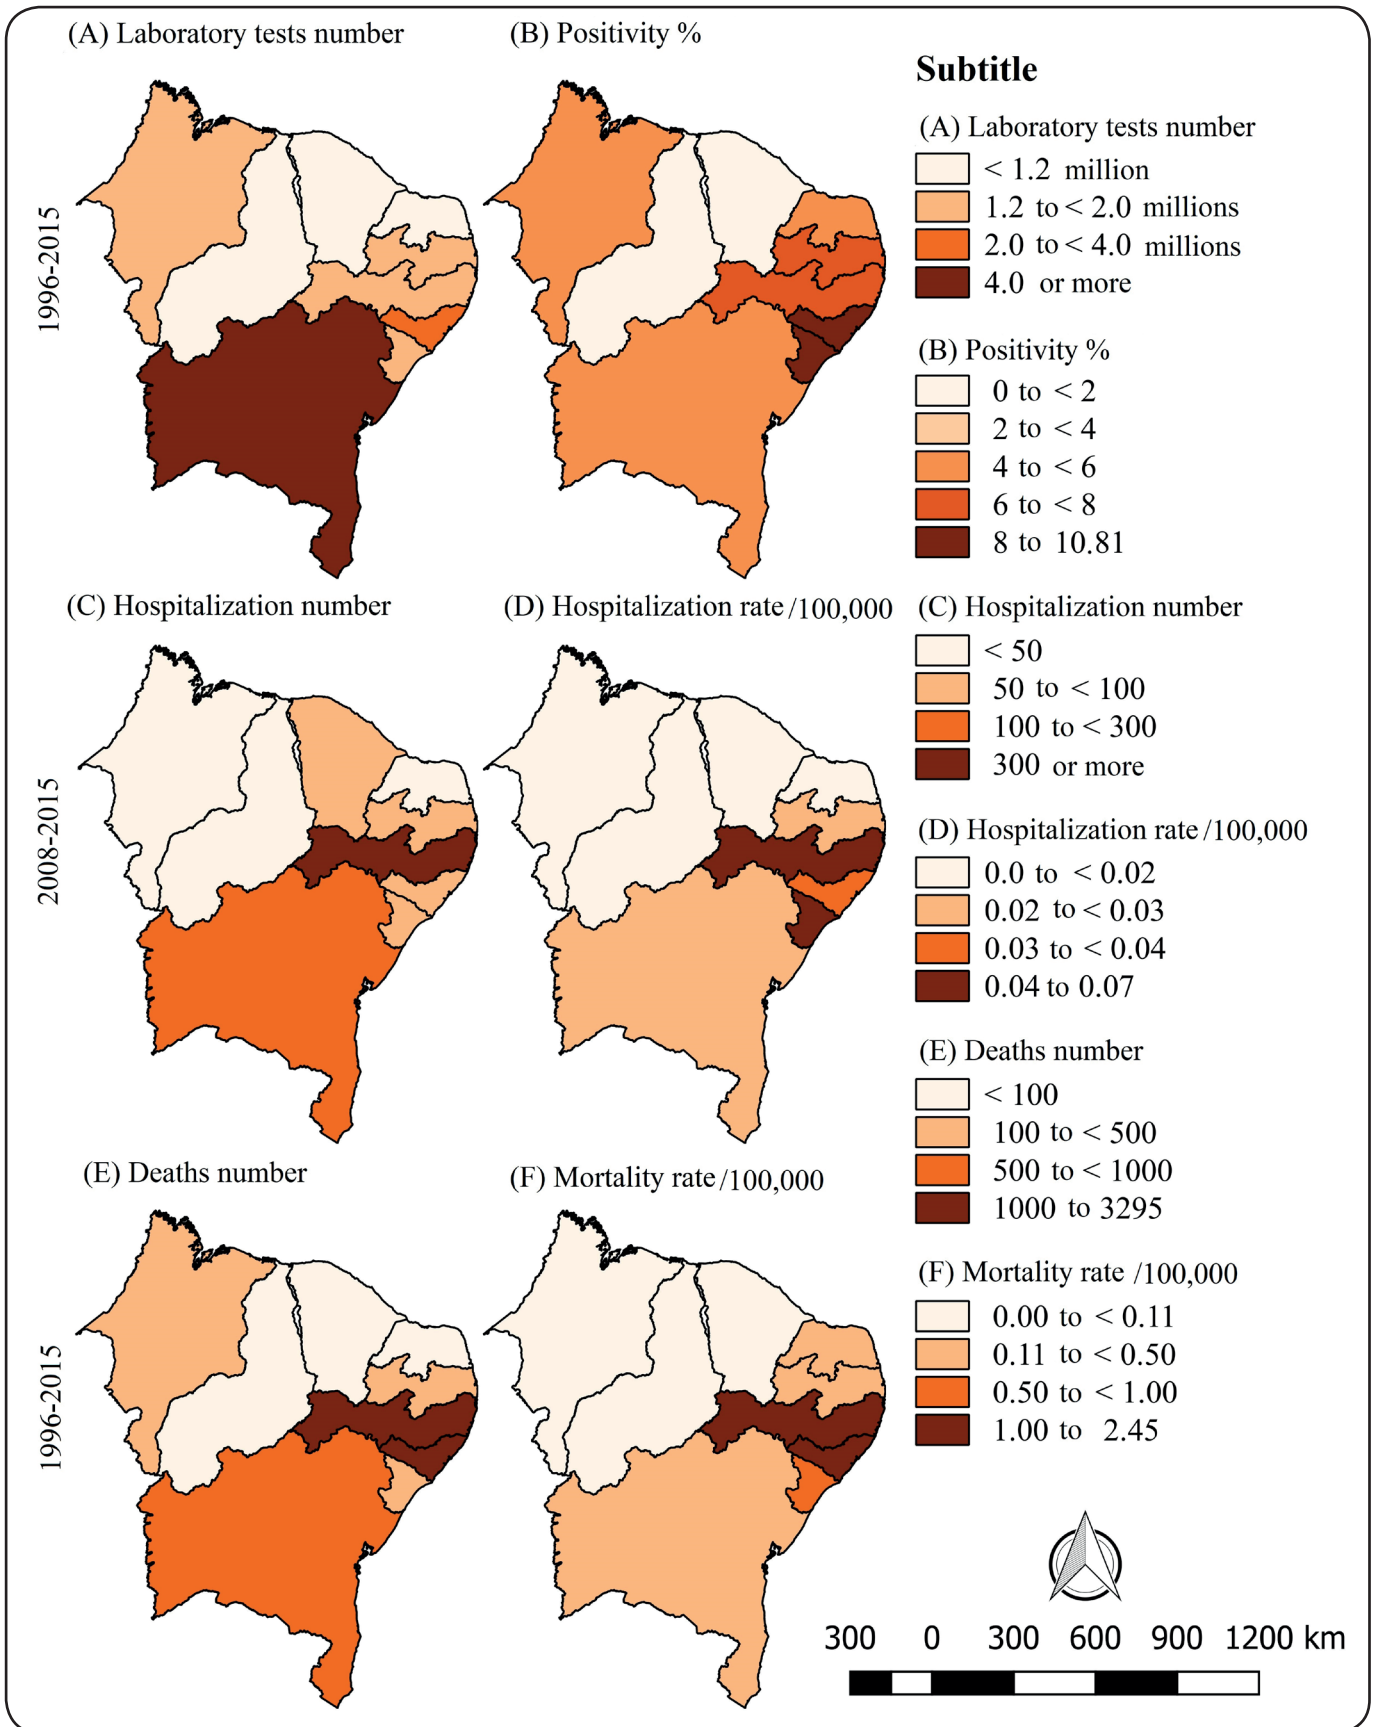 (A) Laboratory tests number
(B) Positivity %
1996-2015
Subtitle
(A) Laboratory tests number
< 1.2 million
1.2 to < 2.0 millions
2.0 to < 4.0 millions
4.0 or more
(B) Positivity %
0 to < 2
2 to < 4
4 to < 6
6 to < 8
8 to 10.81
(C) Hospitalization number
(D) Hospitalization rate /100,000
2008-2015
(C) Hospitalization number
< 50
50 to < 100
100 to < 300
300 or more
(D) Hospitalization rate /100,000
0.0 to < 0.02
0.02 to < 0.03
0.03 to < 0.04
0.04 to 0.07
(E) Deaths number
(F) Mortality rate /100,000
1996-2015
(E) Deaths number
< 100
100 to < 500
500 to < 1000
1000 to 3295
(F) Mortality rate /100,000
0.00 to < 0.11
0.11 to < 0.50
0.50 to < 1.00
1.00 to 2.45
300 0 300 600 900 1200 km